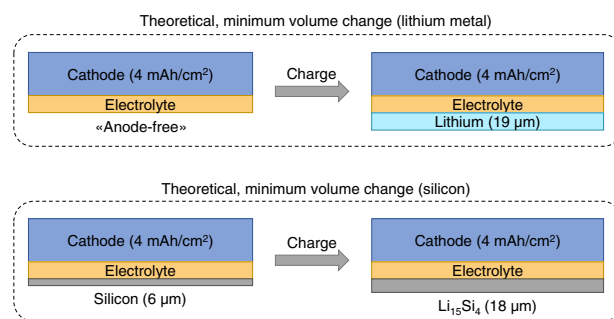 Theoretical, minimum volume change (lithium metal)
Cathode (4 mAh/cm²)
Electrolyte
«Anode-free»
Charge
Cathode (4 mAh/cm²)
Electrolyte
Lithium (19 µm)
Theoretical, minimum volume change (silicon)
Cathode (4 mAh/cm²)
Electrolyte
Silicon (6 µm)
Charge
Cathode (4 mAh/cm²)
Electrolyte
Li₁₅Si₄ (18 µm)